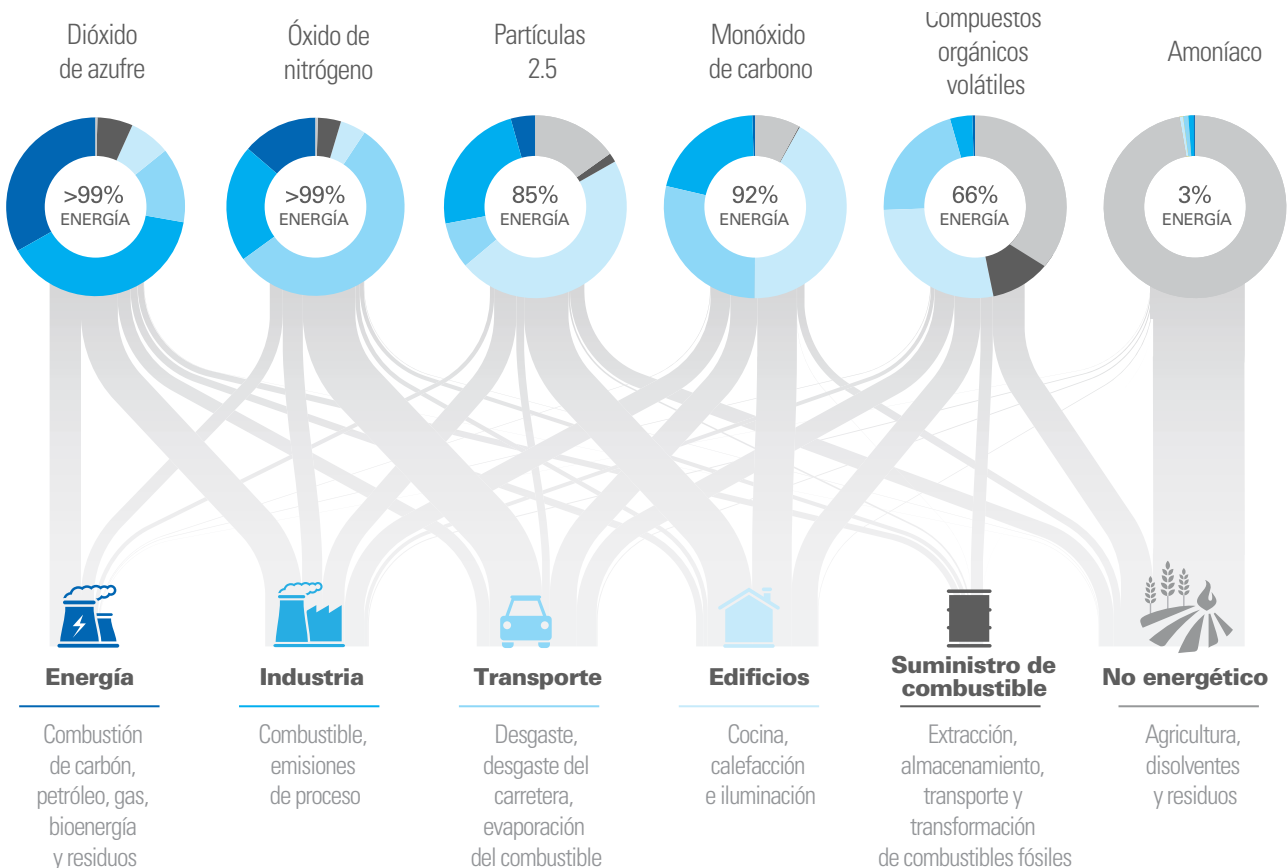 Dióxido
de azufre
Óxido de
nitrógeno
Partículas
2.5
Monóxido
de carbono
Compuestos
orgánicos
volátiles
Amoníaco
>99%
ENERGÍA
>99%
ENERGÍA
85%
ENERGÍA
92%
ENERGÍA
66%
ENERGÍA
3%
ENERGÍA
Energía
Combustión
de carbón,
petróleo, gas,
bioenergía
y residuos
Industria
Combustible,
emisiones
de proceso
Transporte
Desgaste,
desgaste del
carretera,
evaporación
del combustible
Edificios
Cocina,
calefacción
e iluminación
Suministro de
combustible
Extracción,
almacenamiento,
transporte y
transformación
de combustibles fósiles
No energético
Agricultura,
disolventes
y residuos